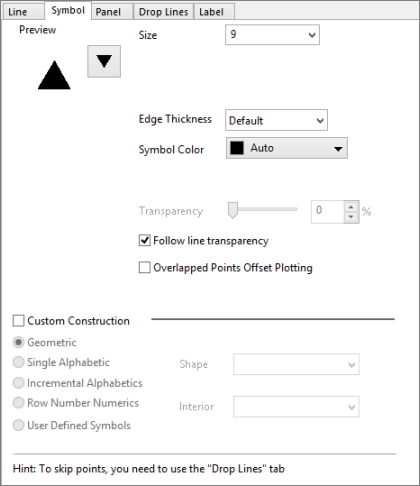 Line Symbol Panel Drop Lines Label
Preview
Size 9
Edge Thickness Default
Symbol Color Auto
Transparency 0 %
Follow line transparency
Overlapped Points Offset Plotting
Custom Construction
Geometric
Single Alphabetic Shape
Incremental Alphabetics
Row Number Numerics Interior
User Defined Symbols
Hint: To skip points, you need to use the "Drop Lines" tab